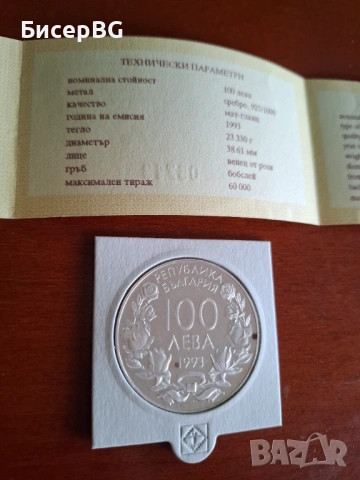 БисерBG
ТЕХНИЧЕСКИ ПАРАМЕТРИ
номинална стойност 100 лева
метал сребро, 925/1000
качество мат-гланц
година на емисия 1993
тегло 23 330 г
диаметър 38.61 мм
лице венец от рози
гръб бобслей
максимален тираж 60 000
РЕПУБЛИКА
БЪЛГАРИЯ
100
ЛЕВА
1993
BAZAR